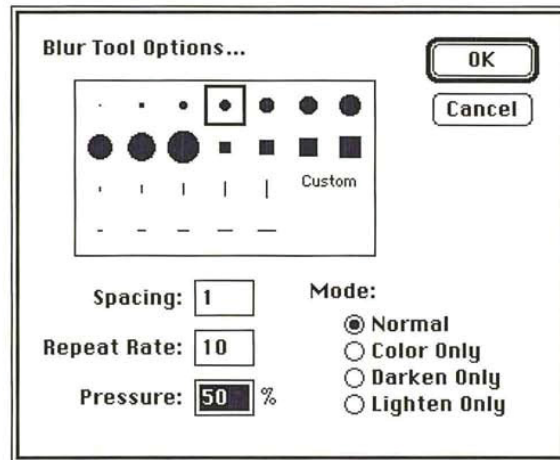 Blur Tool Options...
OK
Cancel
Custom
Spacing: 1
Repeat Rate: 10
Pressure: 50 %
Mode:
Normal
Color Only
Darken Only
Lighten Only